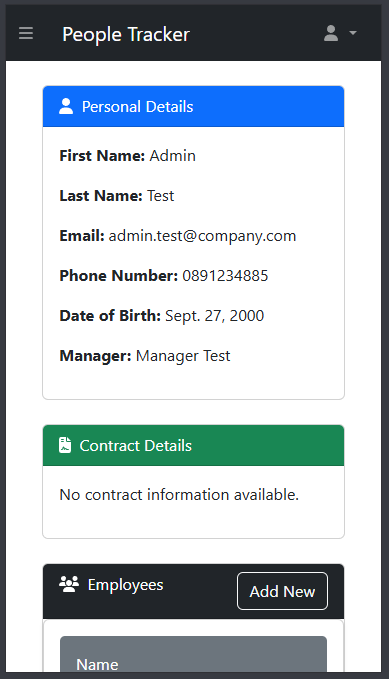 People Tracker
Personal Details
First Name: Admin
Last Name: Test
Email: admin.test@company.com
Phone Number: 0891234885
Date of Birth: Sept. 27, 2000
Manager: Manager Test
Contract Details
No contract information available.
Employees
Add New
Name